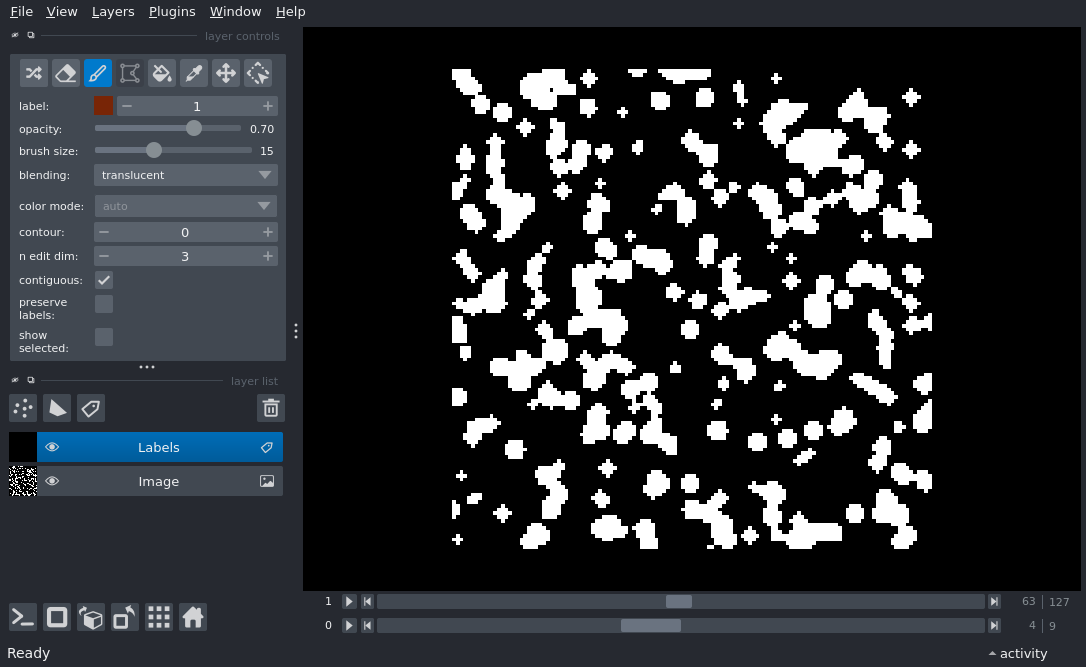 File View Layers Plugins Window Help
layer controls
label: 1
opacity: 0.70
brush size: 15
blending: translucent
color mode: auto
contour: 0
n edit dim: 3
contiguous:
preserve
labels:
show
selected:
layer list
Labels
Image
1 63 127
0 4 9
Ready activity